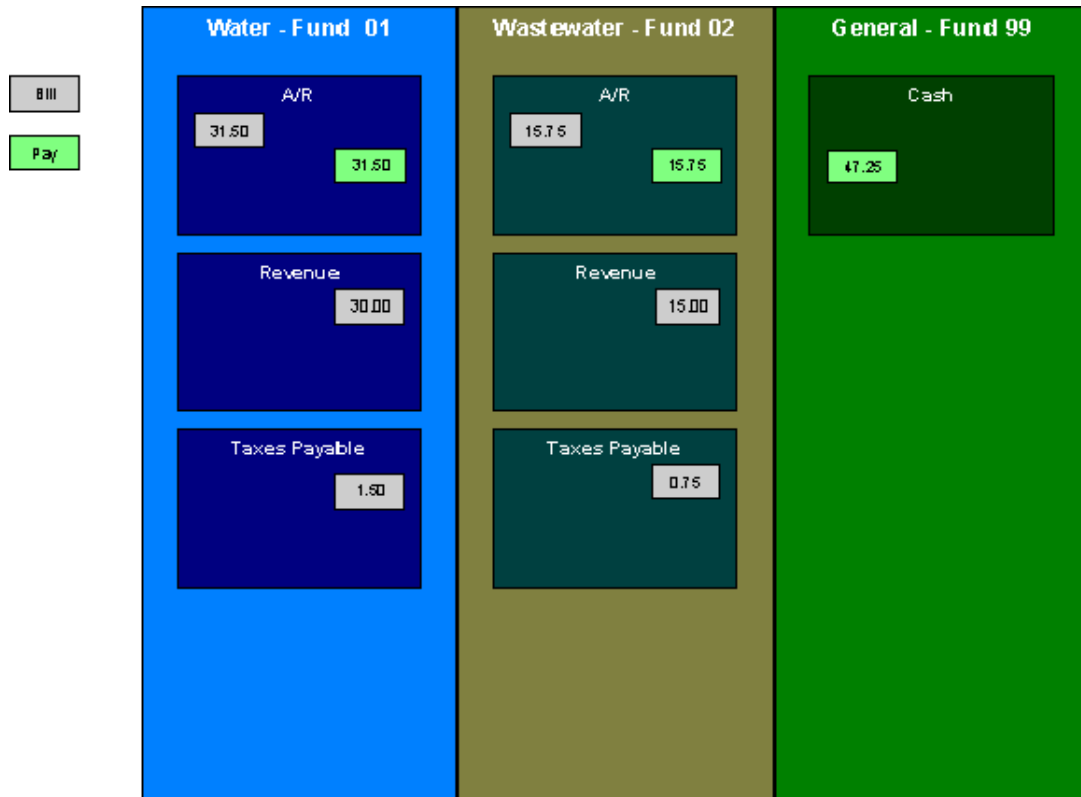 Water - Fund 01
Wastewater - Fund 02
General - Fund 99
Bill
Pay
A/R
31.50
31.50
Revenue
30.00
Taxes Payable
1.50
A/R
15.75
15.75
Revenue
15.00
Taxes Payable
0.75
Cash
47.25